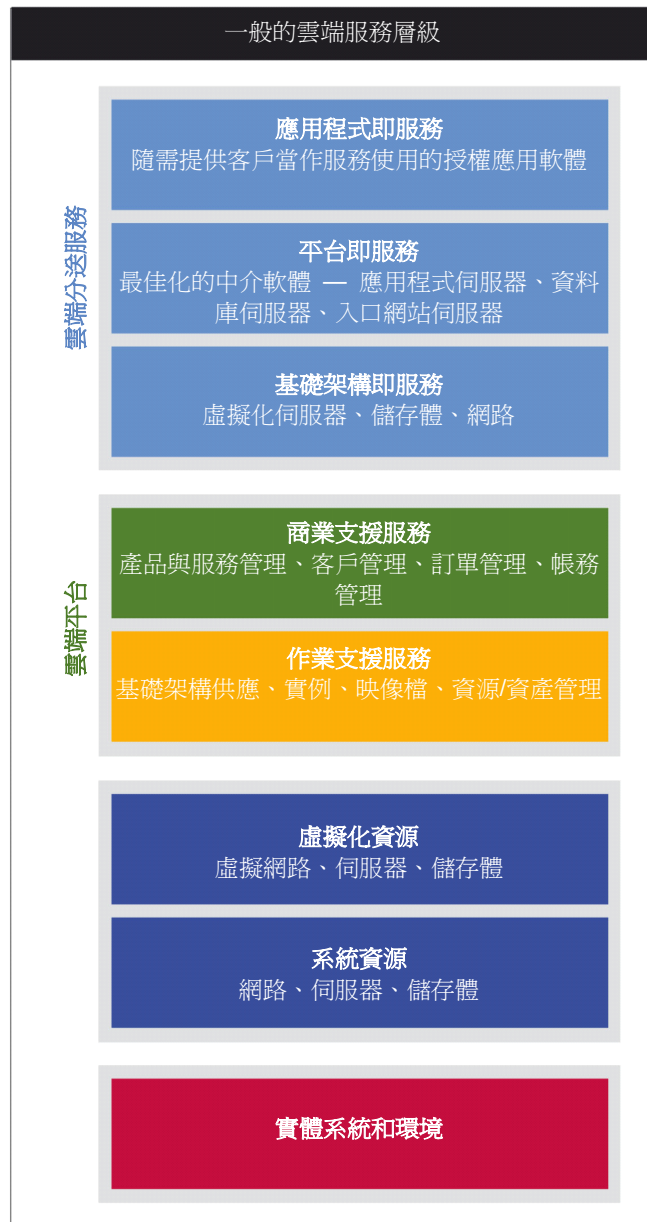 一般的雲端服務層級
雲端分送服務
應用程式即服務
隨需提供客戶當作服務使用的授權應用軟體
平台即服務
最佳化的中介軟體 — 應用程式伺服器、資料
庫伺服器、入口網站伺服器
基礎架構即服務
虛擬化伺服器、儲存體、網路
雲端平台
商業支援服務
產品與服務管理、客戶管理、訂單管理、帳務
管理
作業支援服務
基礎架構供應、實例、映像檔、資源/資產管理
虛擬化資源
虛擬網路、伺服器、儲存體
系統資源
網路、伺服器、儲存體
實體系統和環境